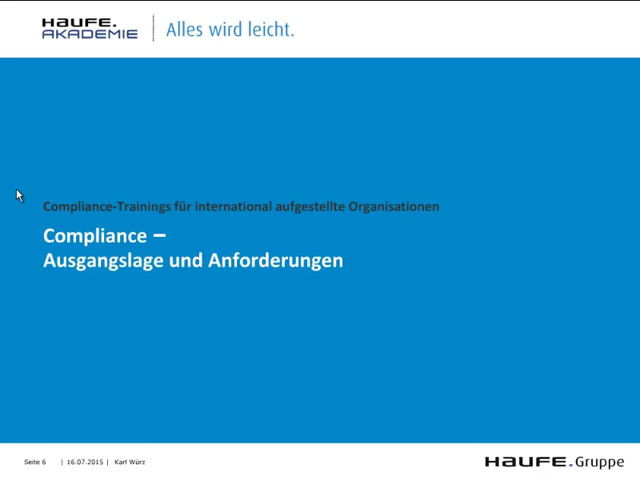 HAUFE.
AKADEMIE
Alles wird leicht.
Compliance-Trainings für international aufgestellte Organisationen
Compliance –
Ausgangslage und Anforderungen
Seite 6 | 16.07.2015 | Karl Würz
HAUFE.Gruppe